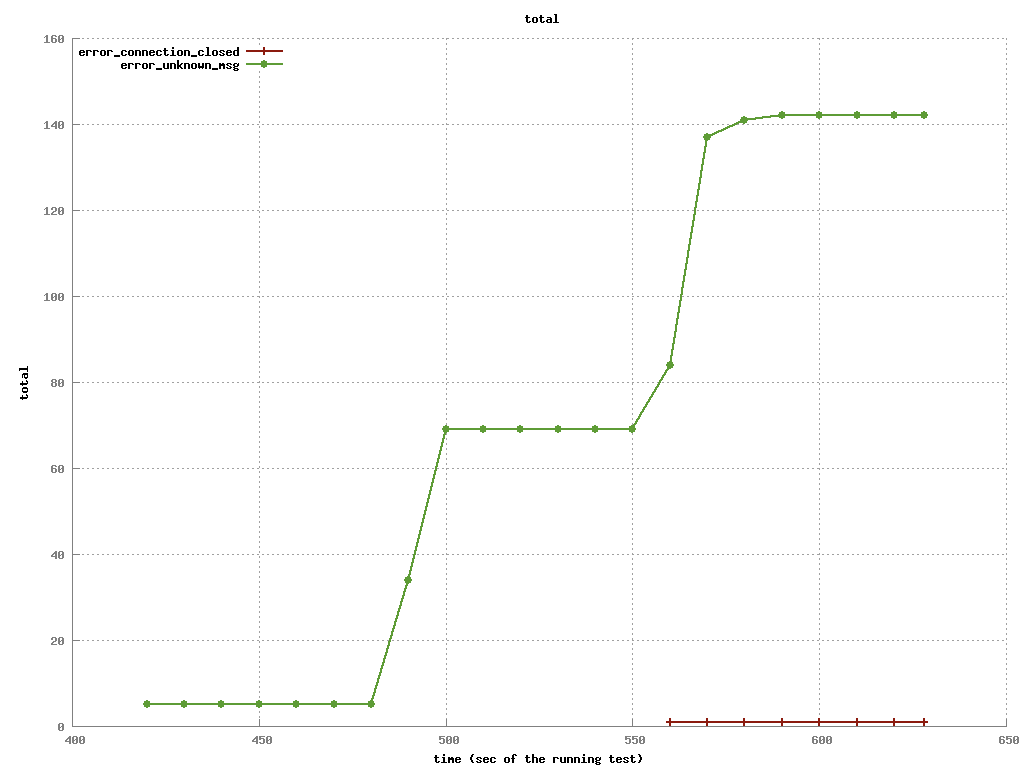 total
160
error_connection_closed
error_unknown_msg
140
120
100
total
80
60
40
20
0
400 450 500 550 600 650
time (sec of the running test)